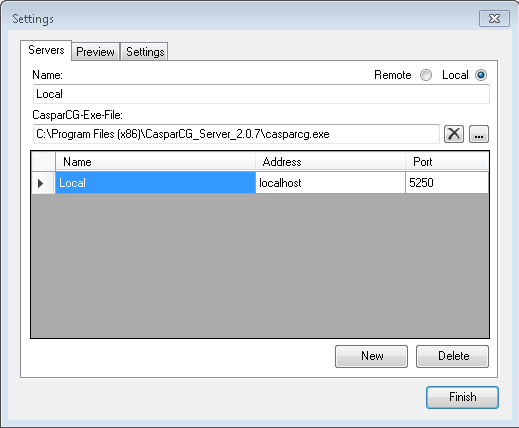 Settings
Servers Preview Settings
Name: Remote Local
Local
CasparCG-Exe-File:
C:\Program Files (x86)\CasparCG_Server_2.0.7\casparcg.exe ...
Name Address Port
Local localhost 5250
New Delete
Finish